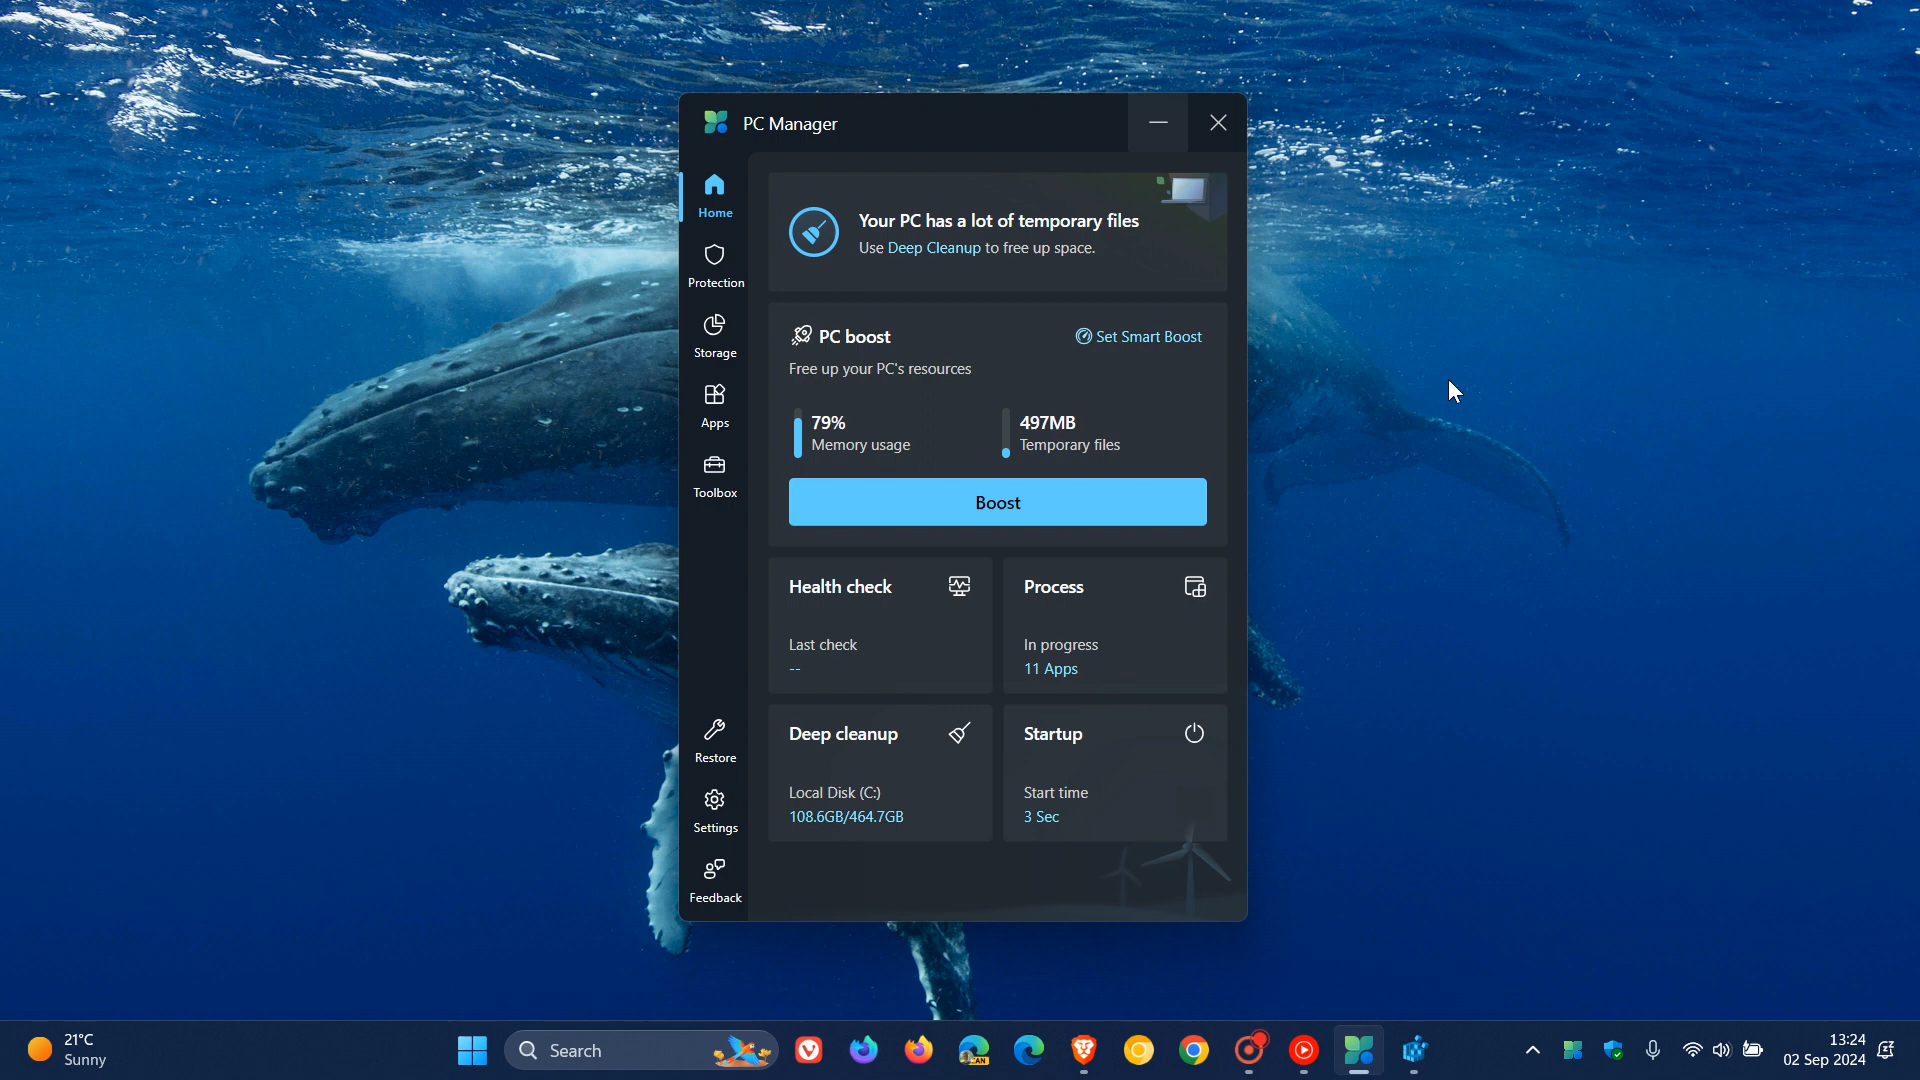 PC Manager
Home
Protection
Storage
Apps
Toolbox
Restore
Settings
Feedback
Your PC has a lot of temporary files
Use Deep Cleanup to free up space.
PC boost
Set Smart Boost
Free up your PC's resources
79%
Memory usage
497MB
Temporary files
Boost
Health check
Last check
--
Process
In progress
11 Apps
Deep cleanup
Local Disk (C:)
108.6GB/464.7GB
Startup
Start time
3 Sec
21°C
Sunny
Search
CAN
13:24
02 Sep 2024